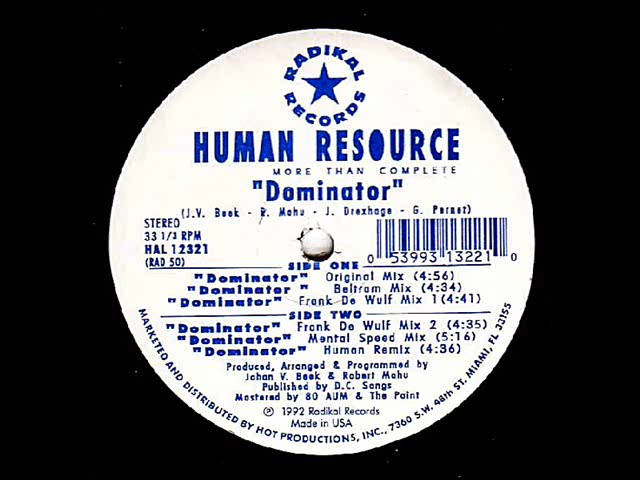 RADIKAL
RECORDS
HUMAN RESOURCE
MORE THAN COMPLETE
"Dominator"
(J.V. Beek - R. Mahu - J. Drexhage - G. Pernet)
STEREO
33 1/3 RPM
HAL 12321
(RAD 50)
0 53993 13221 0
SIDE ONE
"Dominator" Original Mix (4:56)
"Dominator" Beltram Mix (4:34)
"Dominator" Frank De Wulf Mix 1 (4:41)
SIDE TWO
"Dominator" Frank De Wulf Mix 2 (4:35)
"Dominator" Mental Speed Mix (5:16)
"Dominator" Human Remix (4:36)
Produced, Arranged & Programmed by
Johan V. Beek & Robert Mahu
Published by D.C. Songs
Mastered by 80 AUM & The Point
℗ 1992 Radikal Records
Made in USA
MARKETED AND DISTRIBUTED BY HOT PRODUCTIONS, INC., 7360 S.W. 48th ST. MIAMI, FL 33155